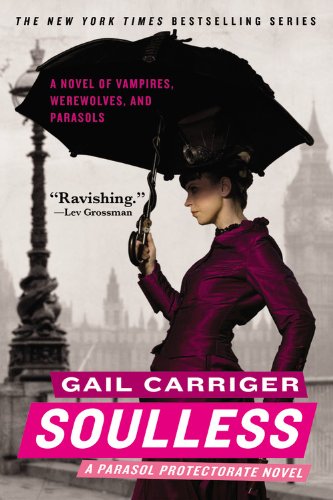 THE NEW YORK TIMES BESTSELLING SERIES
A NOVEL OF VAMPIRES,
WEREWOLVES, AND
PARASOLS
“Ravishing.”
—Lev Grossman
GAIL CARRIGER
SOULLESS
A PARASOL PROTECTORATE NOVEL